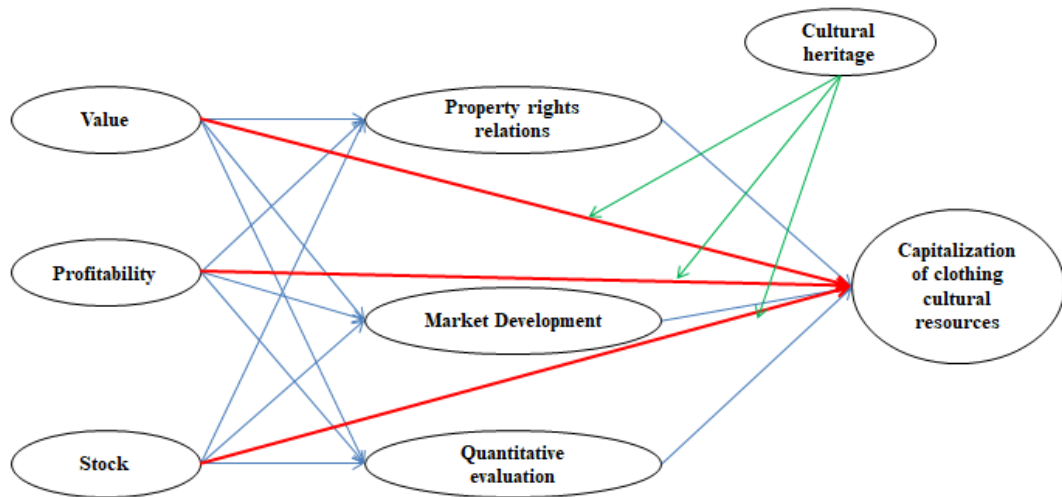 Cultural
heritage
Value
Property rights
relations
Profitability
Capitalization
of clothing
cultural
resources
Market Development
Stock
Quantitative
evaluation